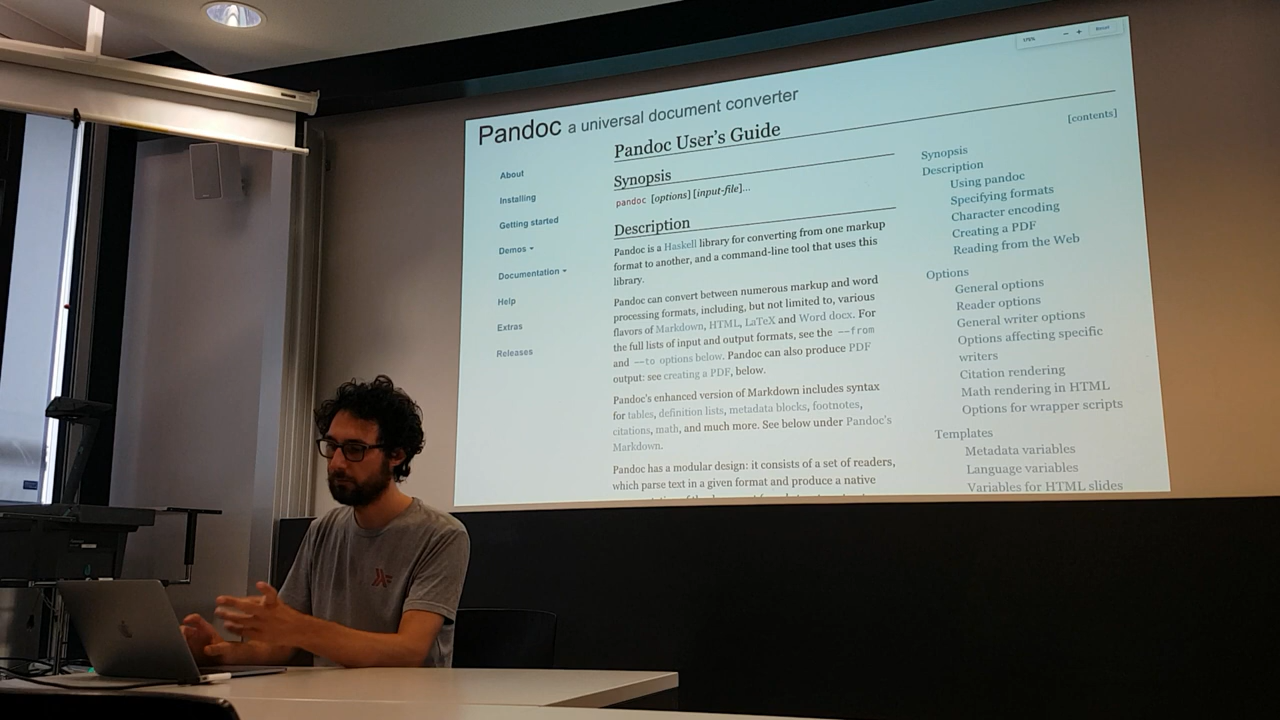 175% − + Reset
Pandoc a universal document converter
About
Installing
Getting started
Demos
Documentation
Help
Extras
Releases
Pandoc User's Guide
Synopsis
pandoc [options] [input-file]…
Description
Pandoc is a Haskell library for converting from one markup
format to another, and a command-line tool that uses this
library.
Pandoc can convert between numerous markup and word
processing formats, including, but not limited to, various
flavors of Markdown, HTML, LaTeX and Word docx. For
the full lists of input and output formats, see the --from
and --to options below. Pandoc can also produce PDF
output: see creating a PDF, below.
Pandoc's enhanced version of Markdown includes syntax
for tables, definition lists, metadata blocks, footnotes,
citations, math, and much more. See below under Pandoc's
Markdown.
Pandoc has a modular design: it consists of a set of readers,
which parse text in a given format and produce a native
[contents]
Synopsis
Description
Using pandoc
Specifying formats
Character encoding
Creating a PDF
Reading from the Web
Options
General options
Reader options
General writer options
Options affecting specific
writers
Citation rendering
Math rendering in HTML
Options for wrapper scripts
Templates
Metadata variables
Language variables
Variables for HTML slides